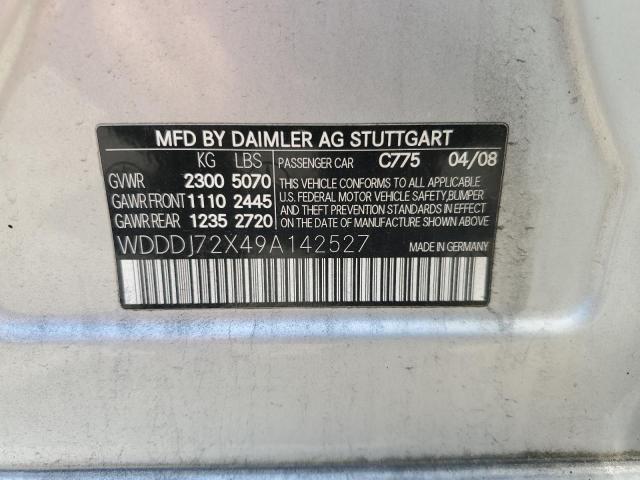 MFD BY DAIMLER AG STUTTGART
KG LBS PASSENGER CAR C775 04/08
GVWR 2300 5070 THIS VEHICLE CONFORMS TO ALL APPLICABLE
GAWR FRONT 1110 2445 U.S. FEDERAL MOTOR VEHICLE SAFETY, BUMPER
GAWR REAR 1235 2720 AND THEFT PREVENTION STANDARDS IN EFFECT
ON THE DATE OF MANUFACTURE SHOWN ABOVE
WDDDJ72X49A142527 MADE IN GERMANY